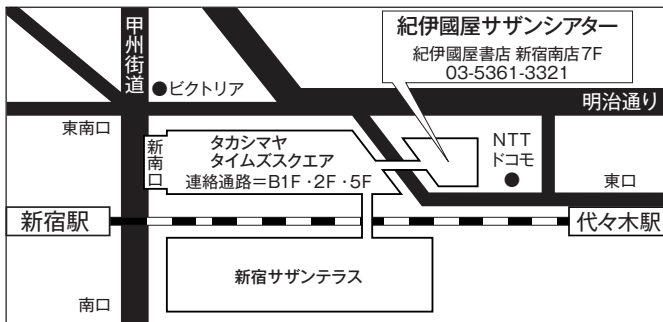 紀伊國屋サザンシアター
紀伊國屋書店 新宿南店7F
03-5361-3321
甲州街道
ビクトリア
明治通り
東南口
新南口
タカシマヤ
タイムズスクエア
連絡通路=B1F・2F・5F
NTT
ドコモ
東口
新宿駅
代々木駅
新宿サザンテラス
南口